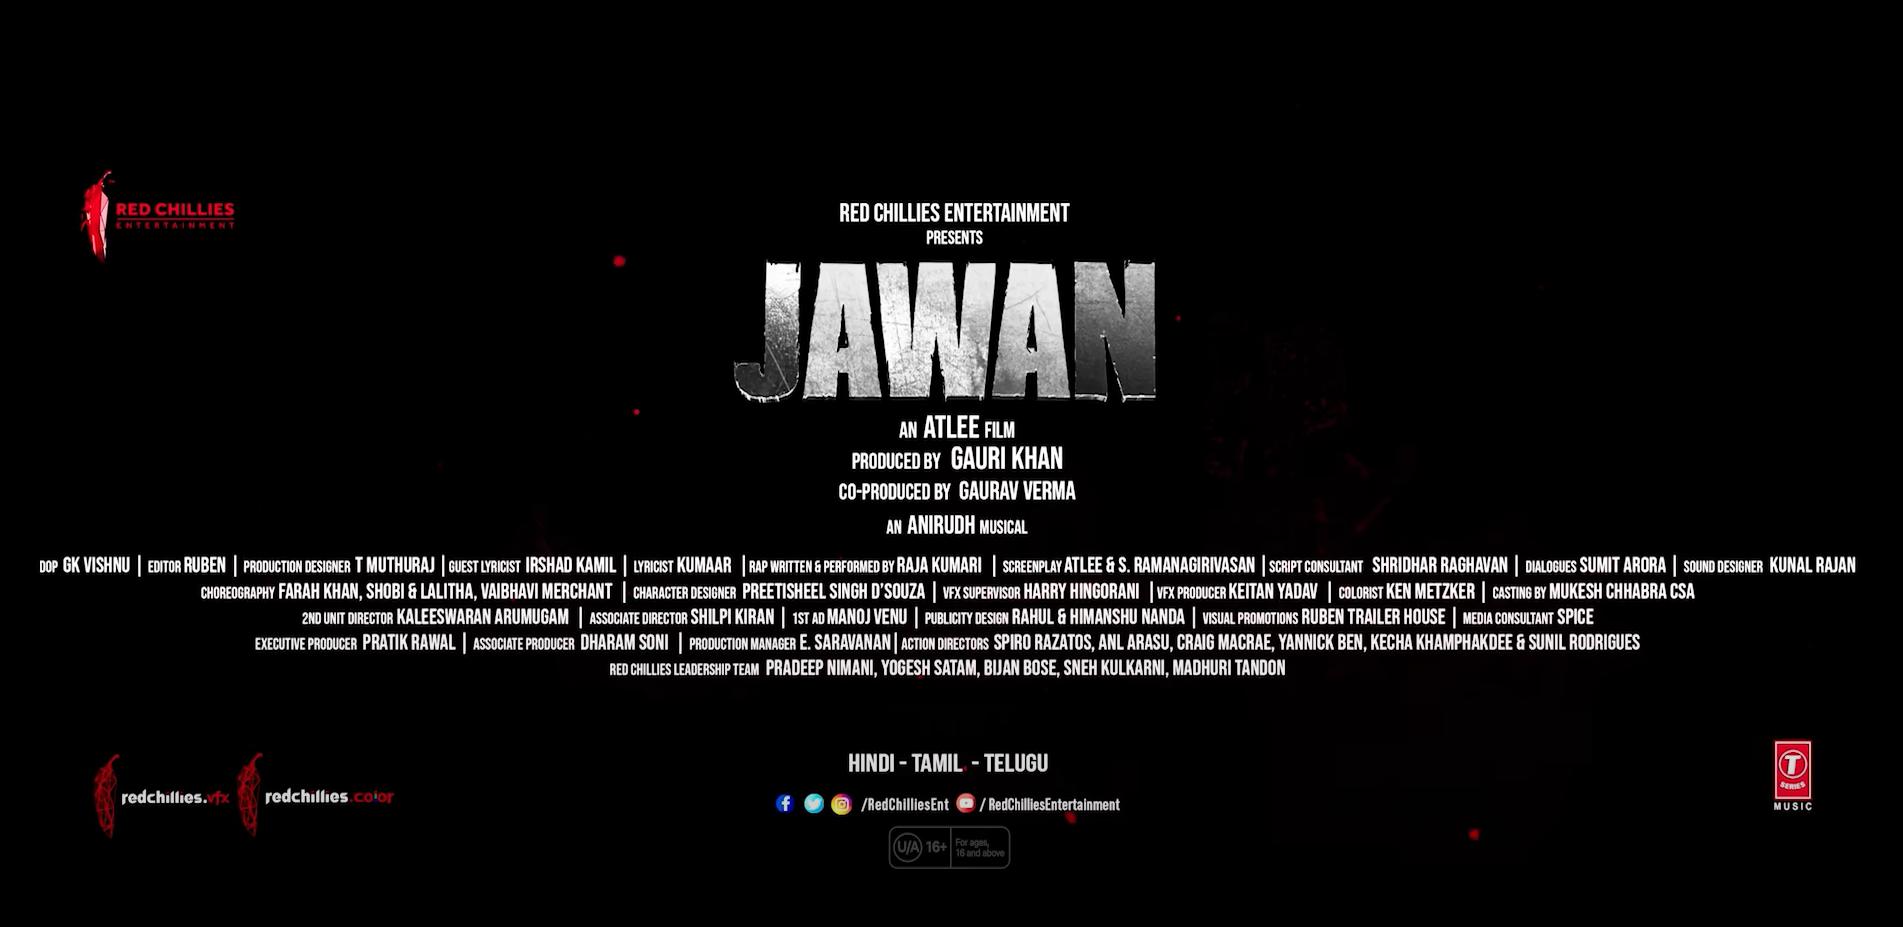 RED CHILLIES
ENTERTAINMENT
RED CHILLIES ENTERTAINMENT
PRESENTS
JAWAN
AN ATLEE FILM
PRODUCED BY GAURI KHAN
CO-PRODUCED BY GAURAV VERMA
AN ANIRUDH MUSICAL
DOP GK VISHNU | EDITOR RUBEN | PRODUCTION DESIGNER T MUTHURAJ | GUEST LYRICIST IRSHAD KAMIL | LYRICIST KUMAAR | RAP WRITTEN & PERFORMED BY RAJA KUMARI | SCREENPLAY ATLEE & S. RAMANAGIRIVASAN | SCRIPT CONSULTANT SHRIDHAR RAGHAVAN | DIALOGUES SUMIT ARORA | SOUND DESIGNER KUNAL RAJAN
CHOREOGRAPHY FARAH KHAN, SHOBI & LALITHA, VAIBHAVI MERCHANT | CHARACTER DESIGNER PREETISHEEL SINGH D'SOUZA | VFX SUPERVISOR HARRY HINGORANI | VFX PRODUCER KEITAN YADAV | COLORIST KEN METZKER | CASTING BY MUKESH CHHABRA CSA
2ND UNIT DIRECTOR KALEESWARAN ARUMUGAM | ASSOCIATE DIRECTOR SHILPI KIRAN | 1ST AD MANOJ VENU | PUBLICITY DESIGN RAHUL & HIMANSHU NANDA | VISUAL PROMOTIONS RUBEN TRAILER HOUSE | MEDIA CONSULTANT SPICE
EXECUTIVE PRODUCER PRATIK RAWAL | ASSOCIATE PRODUCER DHARAM SONI | PRODUCTION MANAGER E. SARAVANAN | ACTION DIRECTORS SPIRO RAZATOS, ANL ARASU, CRAIG MACRAE, YANNICK BEN, KECHA KHAMPHAKDEE & SUNIL RODRIGUES
RED CHILLIES LEADERSHIP TEAM PRADEEP NIMANI, YOGESH SATAM, BIJAN BOSE, SNEH KULKARNI, MADHURI TANDON
HINDI - TAMIL - TELUGU
redchillies.vfx redchillies.color
/RedChilliesEnt / RedChilliesEntertainment
T
SERIES
MUSIC
U/A 16+ For ages,
16 and above